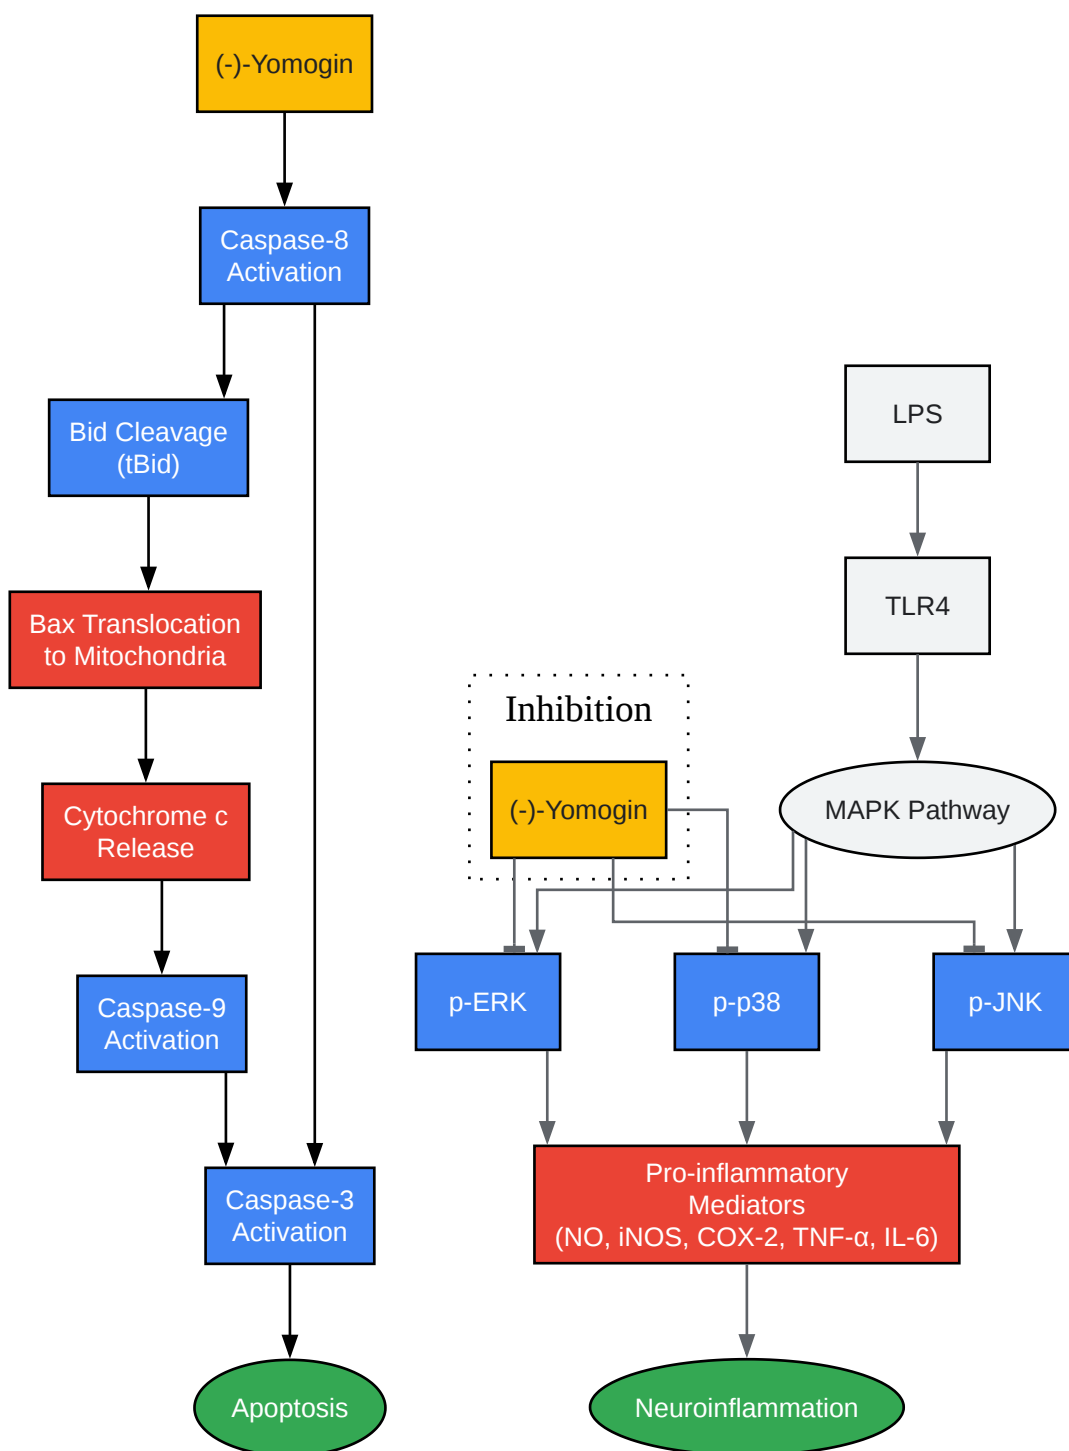 (-)-Yomogin
Caspase-8
Activation
Bid Cleavage
(tBid)
Bax Translocation
to Mitochondria
Cytochrome c
Release
Caspase-9
Activation
Caspase-3
Activation
Apoptosis
LPS
TLR4
Inhibition
(-)-Yomogin
MAPK Pathway
p-ERK
p-p38
p-JNK
Pro-inflammatory
Mediators
(NO, iNOS, COX-2, TNF-α, IL-6)
Neuroinflammation